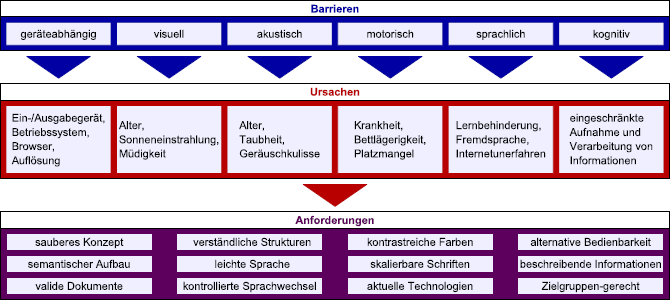 Barrieren
geräteabhängig
visuell
akustisch
motorisch
sprachlich
kognitiv
Ursachen
Ein-/Ausgabegerät,
Betriebssystem,
Browser,
Auflösung
Alter,
Sonneneinstrahlung,
Müdigkeit
Alter,
Taubheit,
Geräuschkulisse
Krankheit,
Bettlägerigkeit,
Platzmangel
Lernbehinderung,
Fremdsprache,
Internetunerfahren
eingeschränkte
Aufnahme und
Verarbeitung von
Informationen
Anforderungen
sauberes Konzept
verständliche Strukturen
kontrastreiche Farben
alternative Bedienbarkeit
semantischer Aufbau
leichte Sprache
skalierbare Schriften
beschreibende Informationen
valide Dokumente
kontrollierte Sprachwechsel
aktuelle Technologien
Zielgruppen-gerecht